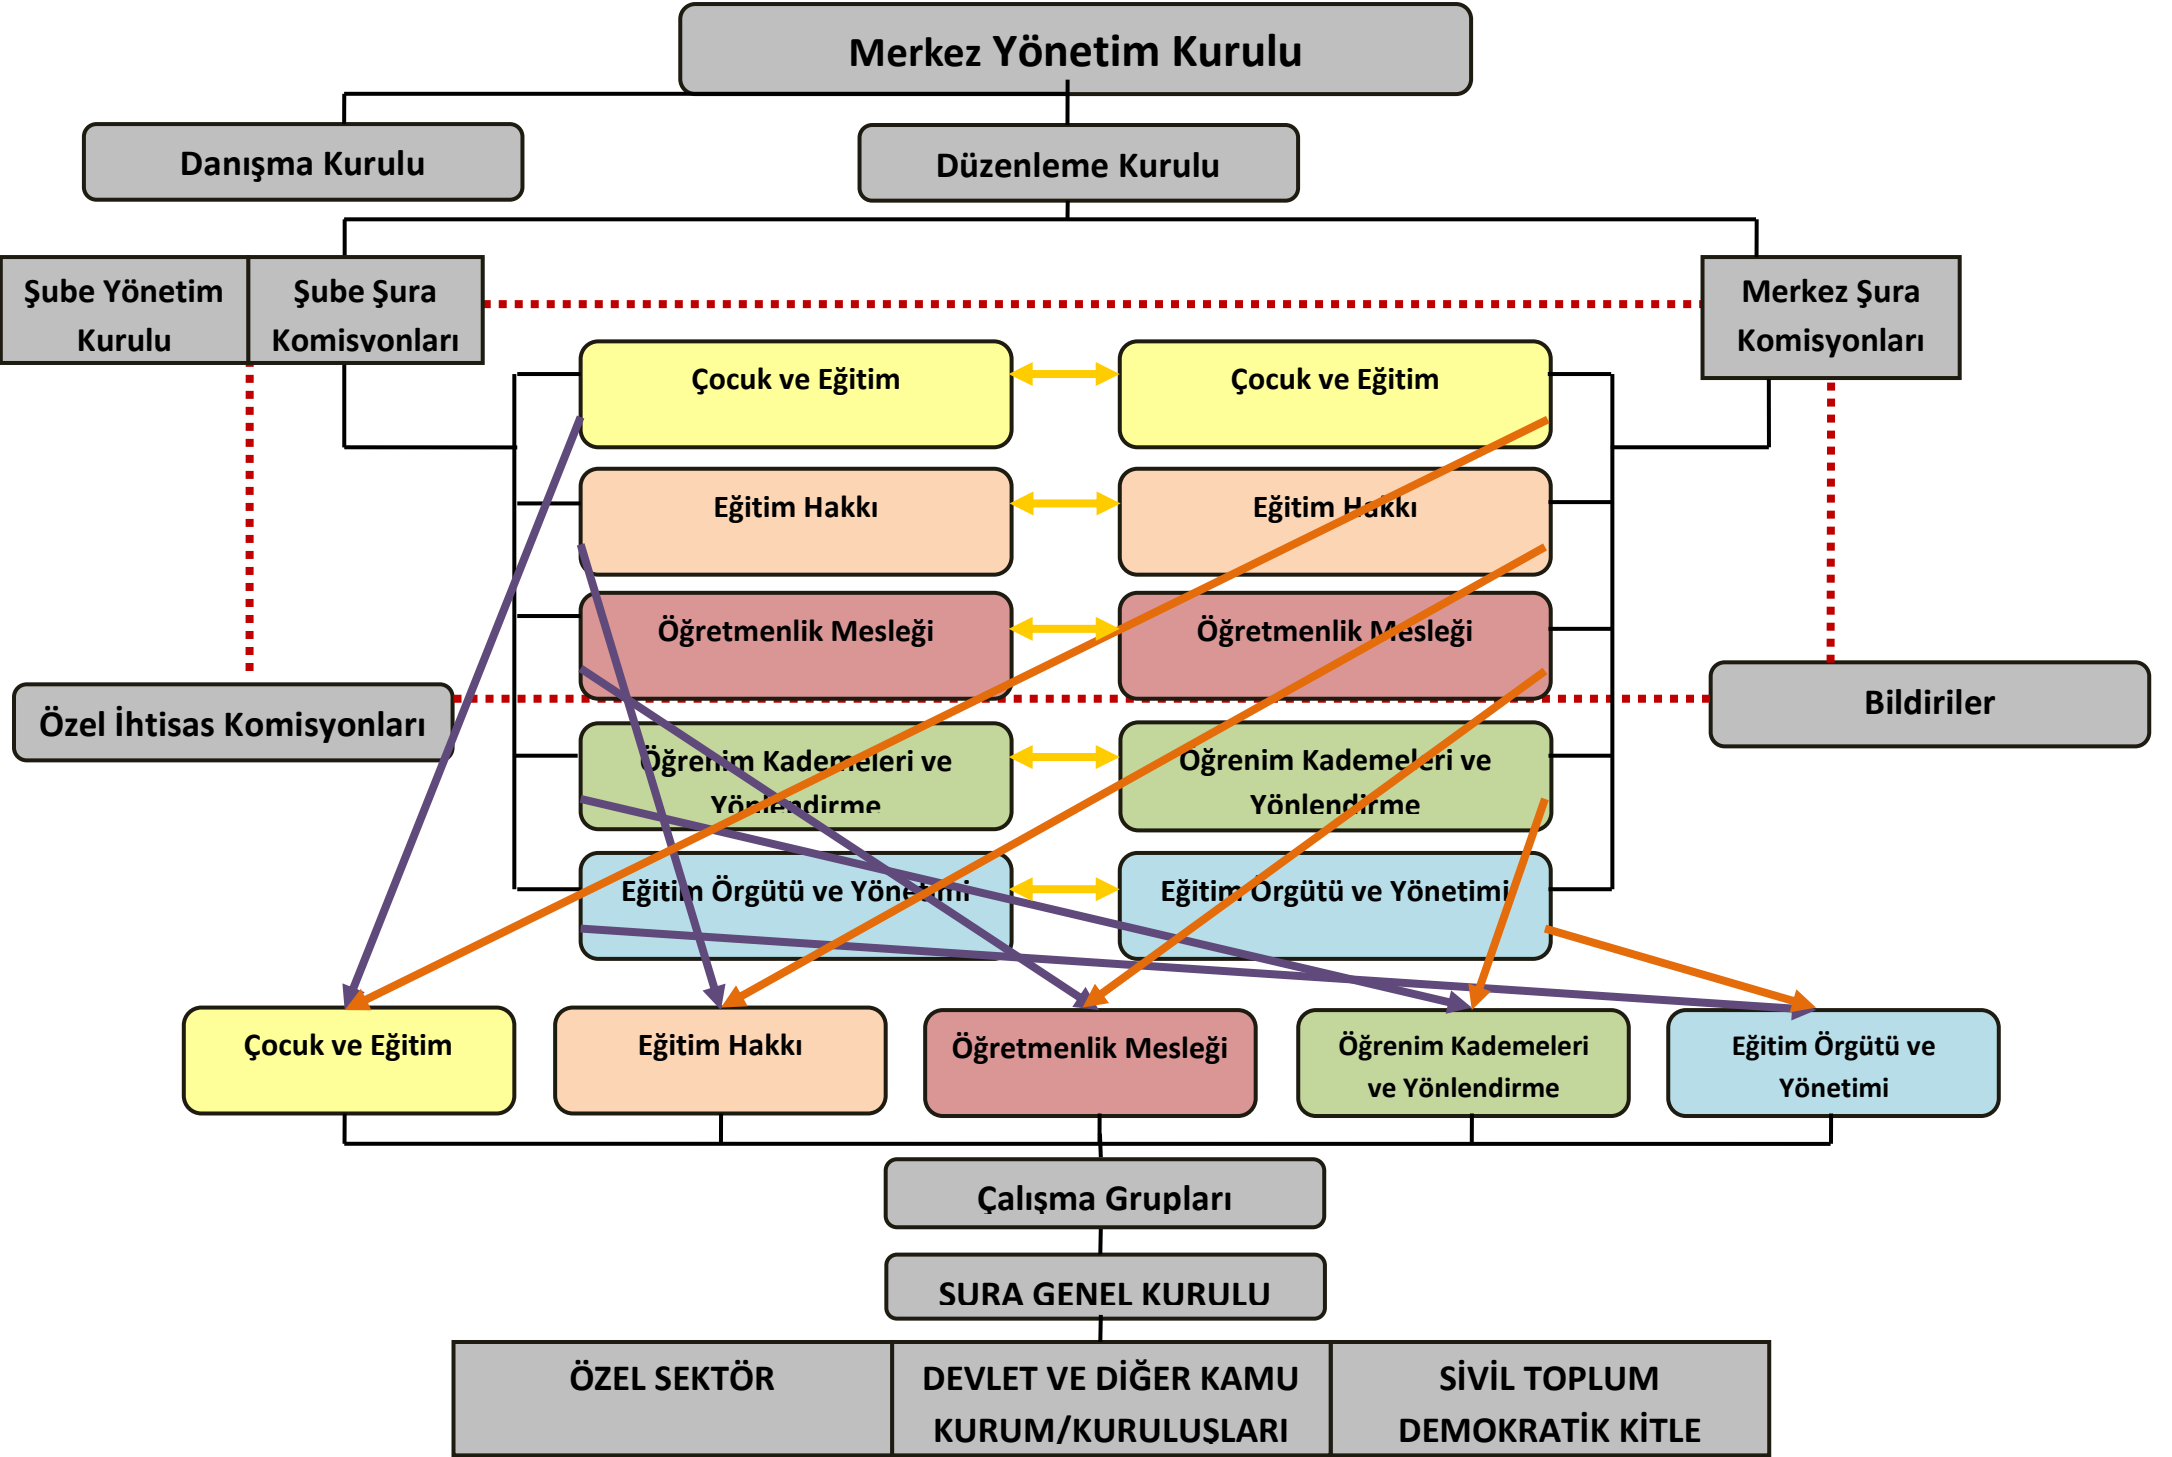 Merkez Yönetim Kurulu
Danışma Kurulu
Düzenleme Kurulu
Şube Yönetim
Kurulu
Şube Şura
Komisyonları
Merkez Şura
Komisyonları
Çocuk ve Eğitim
Çocuk ve Eğitim
Eğitim Hakkı
Eğitim Hakkı
Öğretmenlik Mesleği
Öğretmenlik Mesleği
Özel İhtisas Komisyonları
Bildiriler
Öğrenim Kademeleri ve
Yönlendirme
Öğrenim Kademeleri ve
Yönlendirme
Eğitim Örgütü ve Yönetimi
Eğitim Örgütü ve Yönetimi
Çocuk ve Eğitim
Eğitim Hakkı
Öğretmenlik Mesleği
Öğrenim Kademeleri
ve Yönlendirme
Eğitim Örgütü ve
Yönetimi
Çalışma Grupları
ŞURA GENEL KURULU
ÖZEL SEKTÖR
DEVLET VE DİĞER KAMU
KURUM/KURULUŞLARI
SİVİL TOPLUM
DEMOKRATİK KİTLE